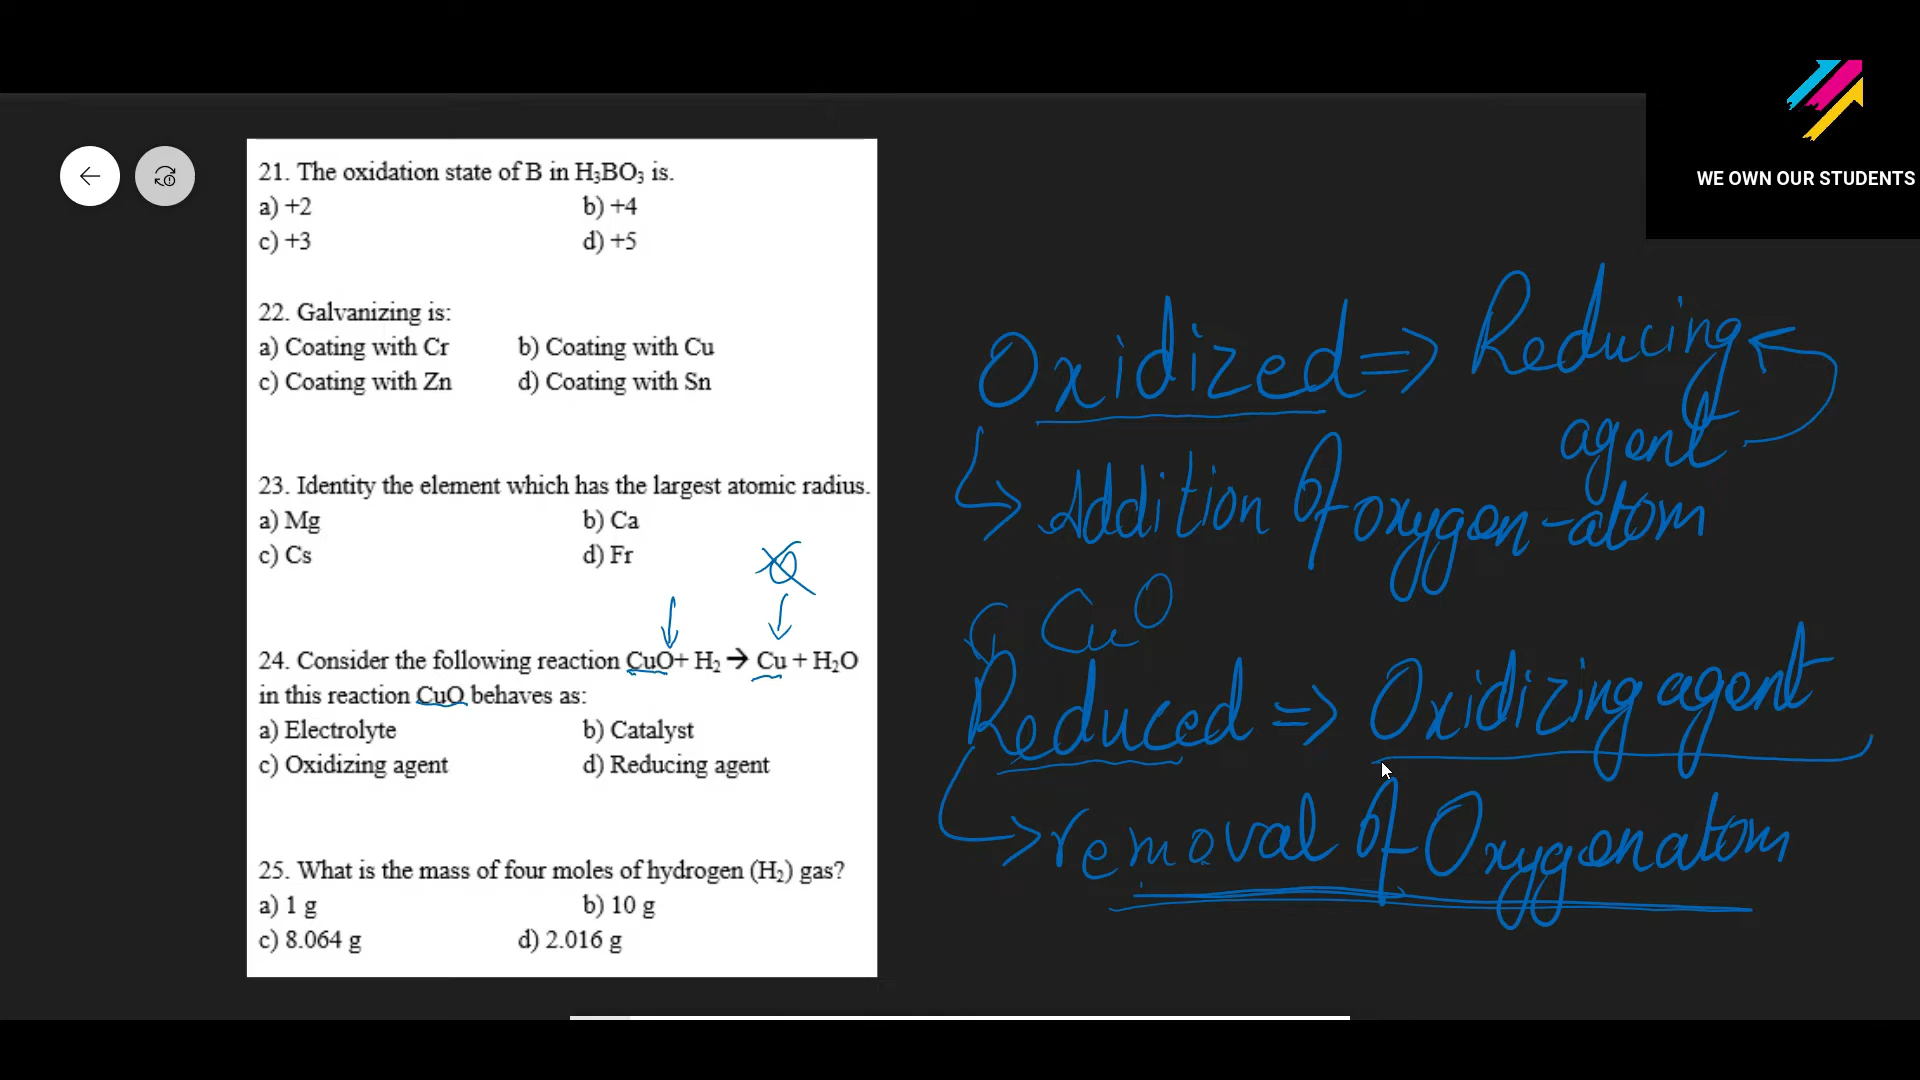 WE OWN OUR STUDENTS
21. The oxidation state of B in H₃BO₃ is.
a) +2 b) +4
c) +3 d) +5
22. Galvanizing is:
a) Coating with Cr b) Coating with Cu
c) Coating with Zn d) Coating with Sn
23. Identity the element which has the largest atomic radius.
a) Mg b) Ca
c) Cs d) Fr
24. Consider the following reaction CuO+ H₂ → Cu + H₂O
in this reaction CuO behaves as:
a) Electrolyte b) Catalyst
c) Oxidizing agent d) Reducing agent
25. What is the mass of four moles of hydrogen (H₂) gas?
a) 1 g b) 10 g
c) 8.064 g d) 2.016 g
Oxidized => Reducing
agent
Addition of oxygen-atom
CuO
Reduced => Oxidizing agent
removal of Oxygen atom